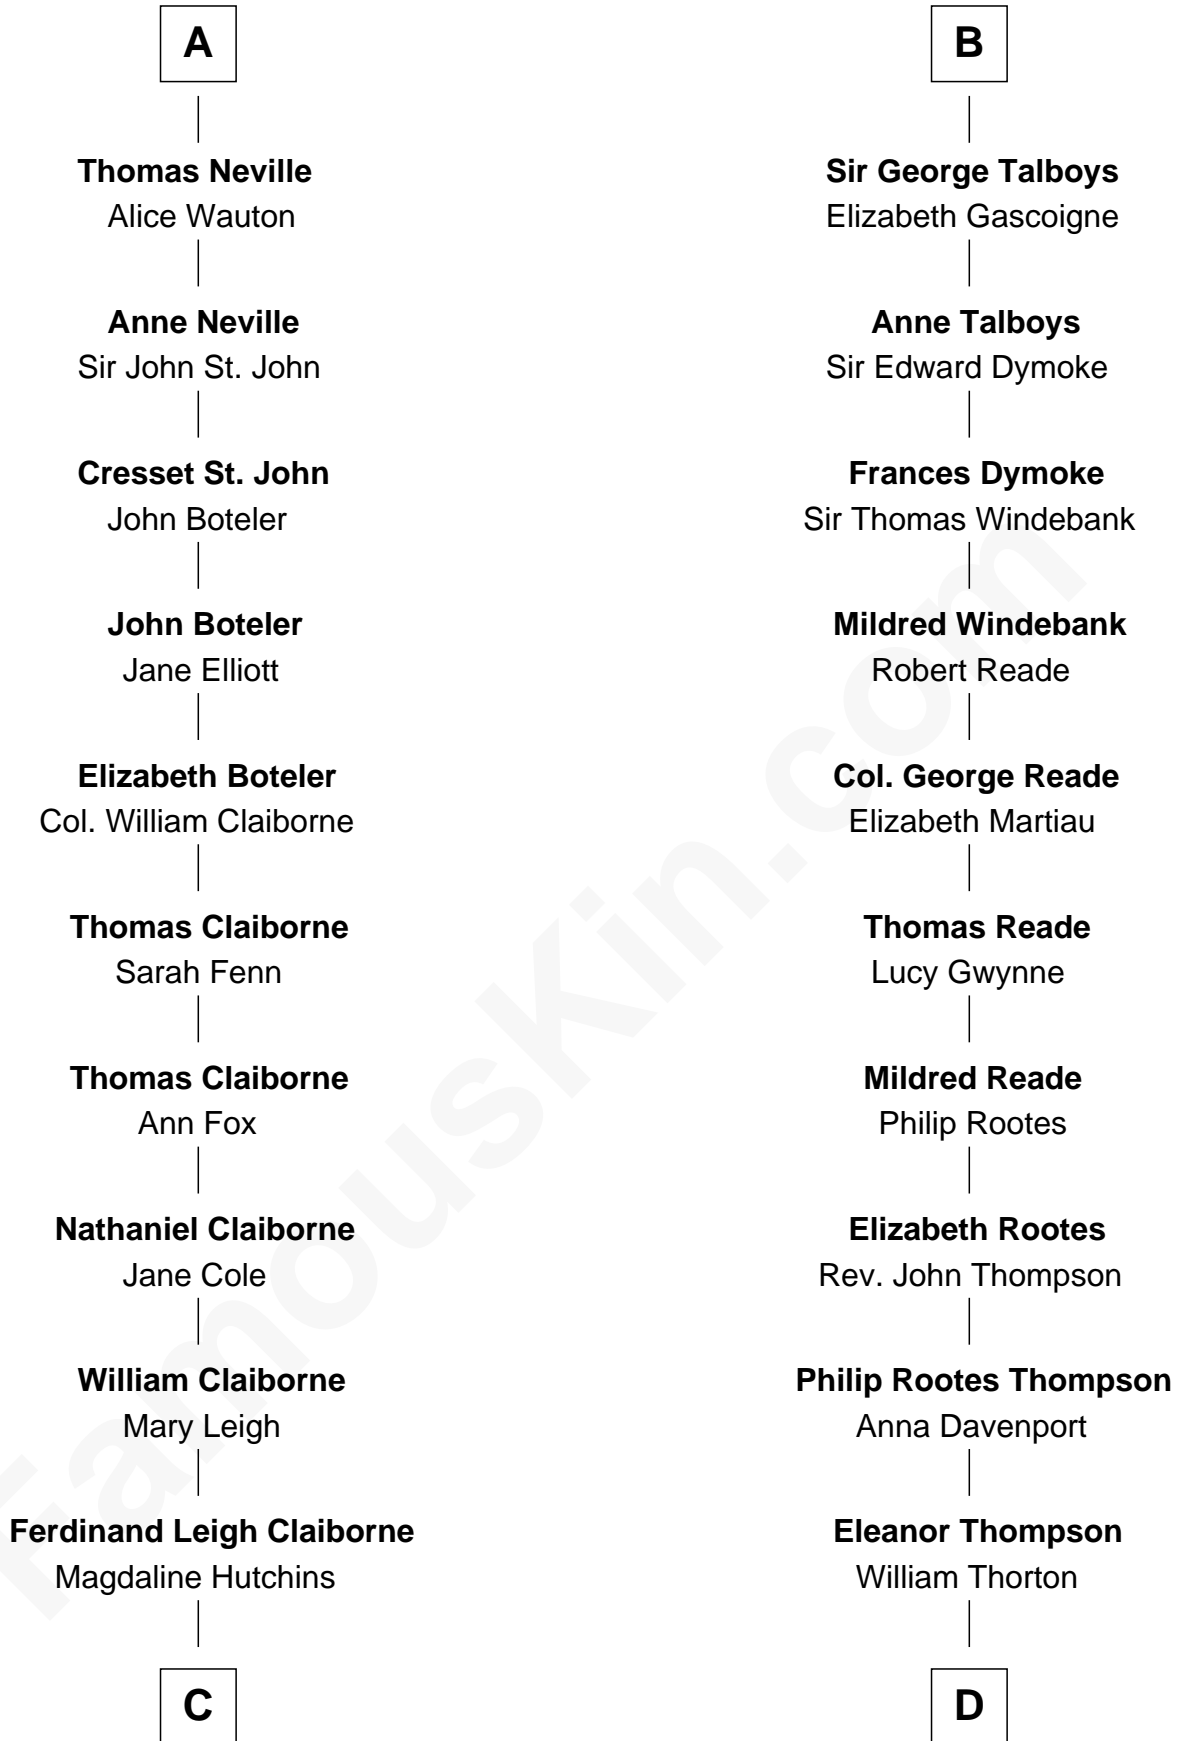 A
Thomas Neville
Alice Wauton
Anne Neville
Sir John St. John
Cresset St. John
John Boteler
John Boteler
Jane Elliott
Elizabeth Boteler
Col. William Claiborne
Thomas Claiborne
Sarah Fenn
Thomas Claiborne
Ann Fox
Nathaniel Claiborne
Jane Cole
William Claiborne
Mary Leigh
Ferdinand Leigh Claiborne
Magdaline Hutchins
C
B
Sir George Talboys
Elizabeth Gascoigne
Anne Talboys
Sir Edward Dymoke
Frances Dymoke
Sir Thomas Windebank
Mildred Windebank
Robert Reade
Col. George Reade
Elizabeth Martiau
Thomas Reade
Lucy Gwynne
Mildred Reade
Philip Rootes
Elizabeth Rootes
Rev. John Thompson
Philip Rootes Thompson
Anna Davenport
Eleanor Thompson
William Thorton
D
FamousKin.com